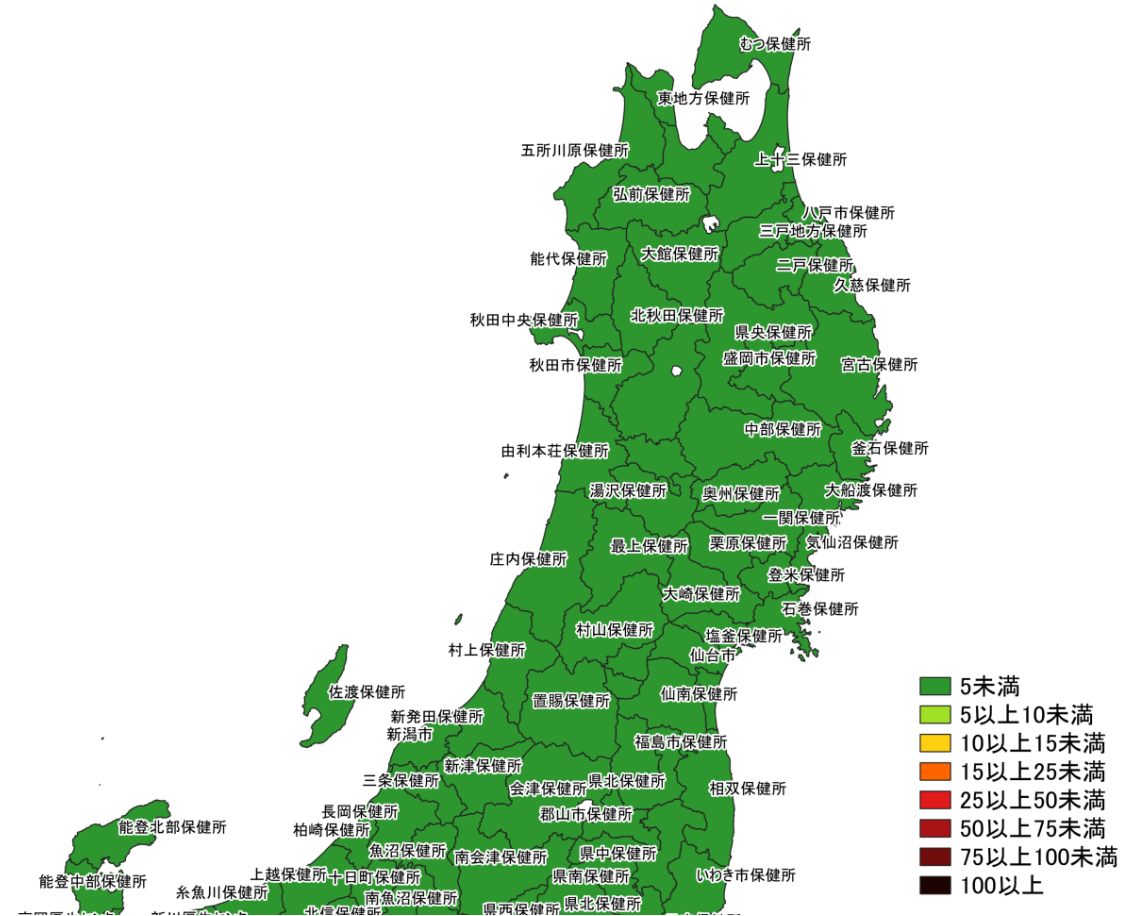 むつ保健所
東地方保健所
五所川原保健所
上十三保健所
弘前保健所
八戸市保健所
三戸地方保健所
大館保健所
能代保健所
二戸保健所
久慈保健所
北秋田保健所
秋田中央保健所
県央保健所
盛岡市保健所
秋田市保健所
宮古保健所
中部保健所
釜石保健所
由利本荘保健所
湯沢保健所
奥州保健所
大船渡保健所
一関保健所
最上保健所
栗原保健所
気仙沼保健所
庄内保健所
登米保健所
大崎保健所
石巻保健所
村山保健所
塩釜保健所
村上保健所
仙台市
佐渡保健所
置賜保健所
仙南保健所
新発田保健所
新潟市
福島市保健所
新津保健所
三条保健所
会津保健所
県北保健所
相双保健所
長岡保健所
郡山市保健所
柏崎保健所
能登北部保健所
魚沼保健所
南会津保健所
県中保健所
上越保健所
十日町保健所
県南保健所
いわき市保健所
能登中部保健所
糸魚川保健所
南魚沼保健所
県北保健所
北信保健所
県西保健所
5未満
5以上10未満
10以上15未満
15以上25未満
25以上50未満
50以上75未満
75以上100未満
100以上